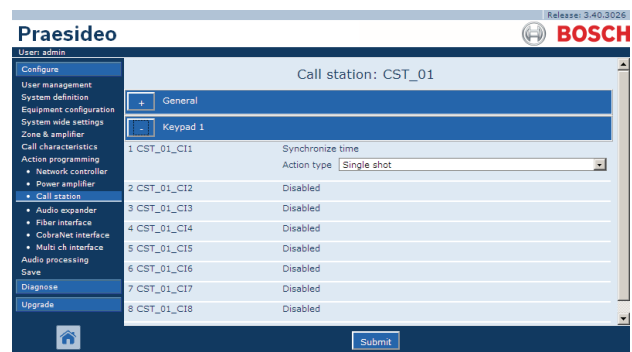 Release: 3.40.3026
Praesideo
BOSCH
User: admin
Configure
User management
System definition
Equipment configuration
System wide settings
Zone & amplifier
Call characteristics
Action programming
• Network controller
• Power amplifier
• Call station
• Audio expander
• Fiber interface
• CobraNet interface
• Multi ch interface
Audio processing
Save
Diagnose
Upgrade
Call station: CST_01
+ General
- Keypad 1
1 CST_01_CI1 Synchronize time
Action type Single shot
2 CST_01_CI2 Disabled
3 CST_01_CI3 Disabled
4 CST_01_CI4 Disabled
5 CST_01_CI5 Disabled
6 CST_01_CI6 Disabled
7 CST_01_CI7 Disabled
8 CST_01_CI8 Disabled
Submit